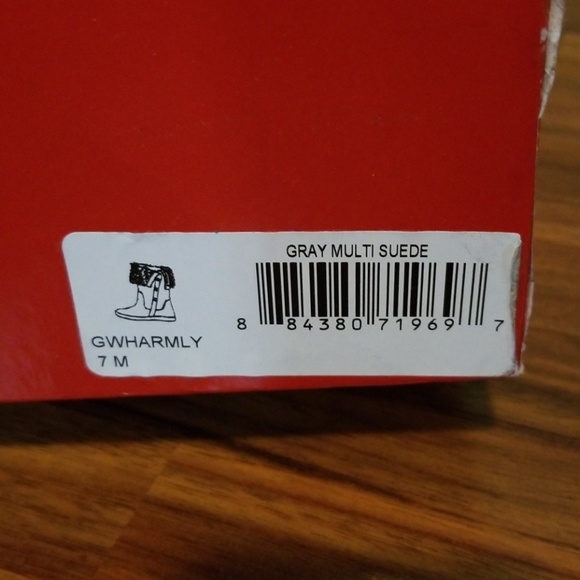 GRAY MULTI SUEDE
8 84380 71969 7
GWHARMLY
7 M